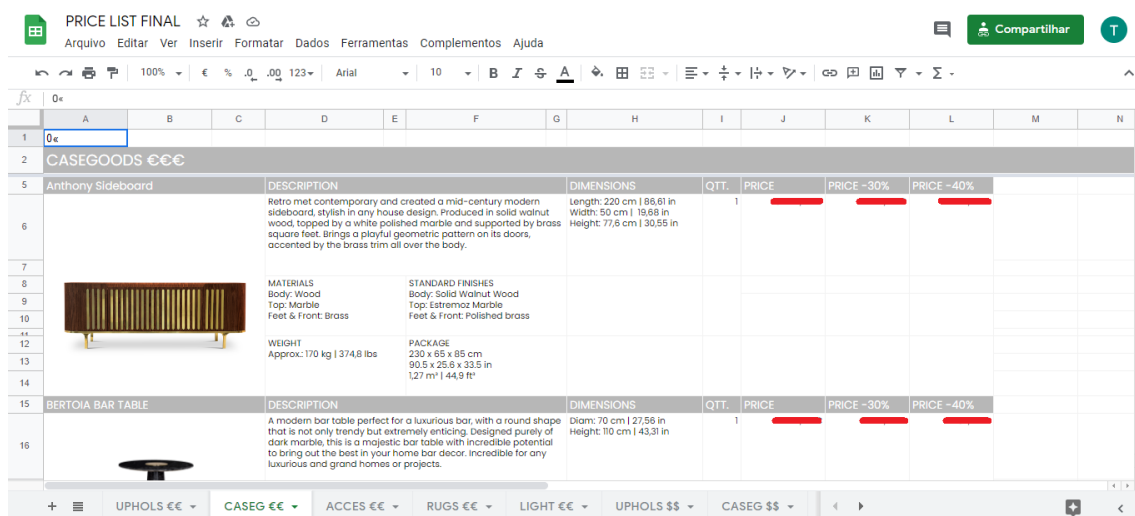 PRICE LIST FINAL
Arquivo Editar Ver Inserir Formatar Dados Ferramentas Complementos Ajuda
Compartilhar
T
100% € % .0 .00 123 Arial 10 B I S A
fx 0«
A B C D E F G H I J K L M N
1 0«
2 CASEGOODS €€€
5 Anthony Sideboard DESCRIPTION DIMENSIONS QTT. PRICE PRICE -30% PRICE -40%
Retro met contemporary and created a mid-century modern Length: 220 cm | 86,61 in 1
sideboard, stylish in any house design. Produced in solid walnut Width: 50 cm | 19,68 in
6 wood, topped by a white polished marble and supported by brass Height: 77,6 cm | 30,55 in
square feet. Brings a playful geometric pattern on its doors,
accented by the brass trim all over the body.
7
8 MATERIALS STANDARD FINISHES
9 Body: Wood Body: Solid Walnut Wood
Top: Marble Top: Estremoz Marble
10 Feet & Front: Brass Feet & Front: Polished brass
12 WEIGHT PACKAGE
Approx.: 170 kg | 374,8 lbs 230 x 65 x 85 cm
13 90.5 x 25.6 x 33.5 in
14 1,27 m³ | 44,9 ft³
15 BERTOIA BAR TABLE DESCRIPTION DIMENSIONS QTT. PRICE PRICE -30% PRICE -40%
A modern bar table perfect for a luxurious bar, with a round shape Diam: 70 cm | 27,56 in 1
that is not only trendy but extremely enticing. Designed purely of Height: 110 cm | 43,31 in
16 dark marble, this is a majestic bar table with incredible potential
to bring out the best in your home bar decor. Incredible for any
luxurious and grand homes or projects.
UPHOLS €€ CASEG €€ ACCES €€ RUGS €€ LIGHT €€ UPHOLS $$ CASEG $$